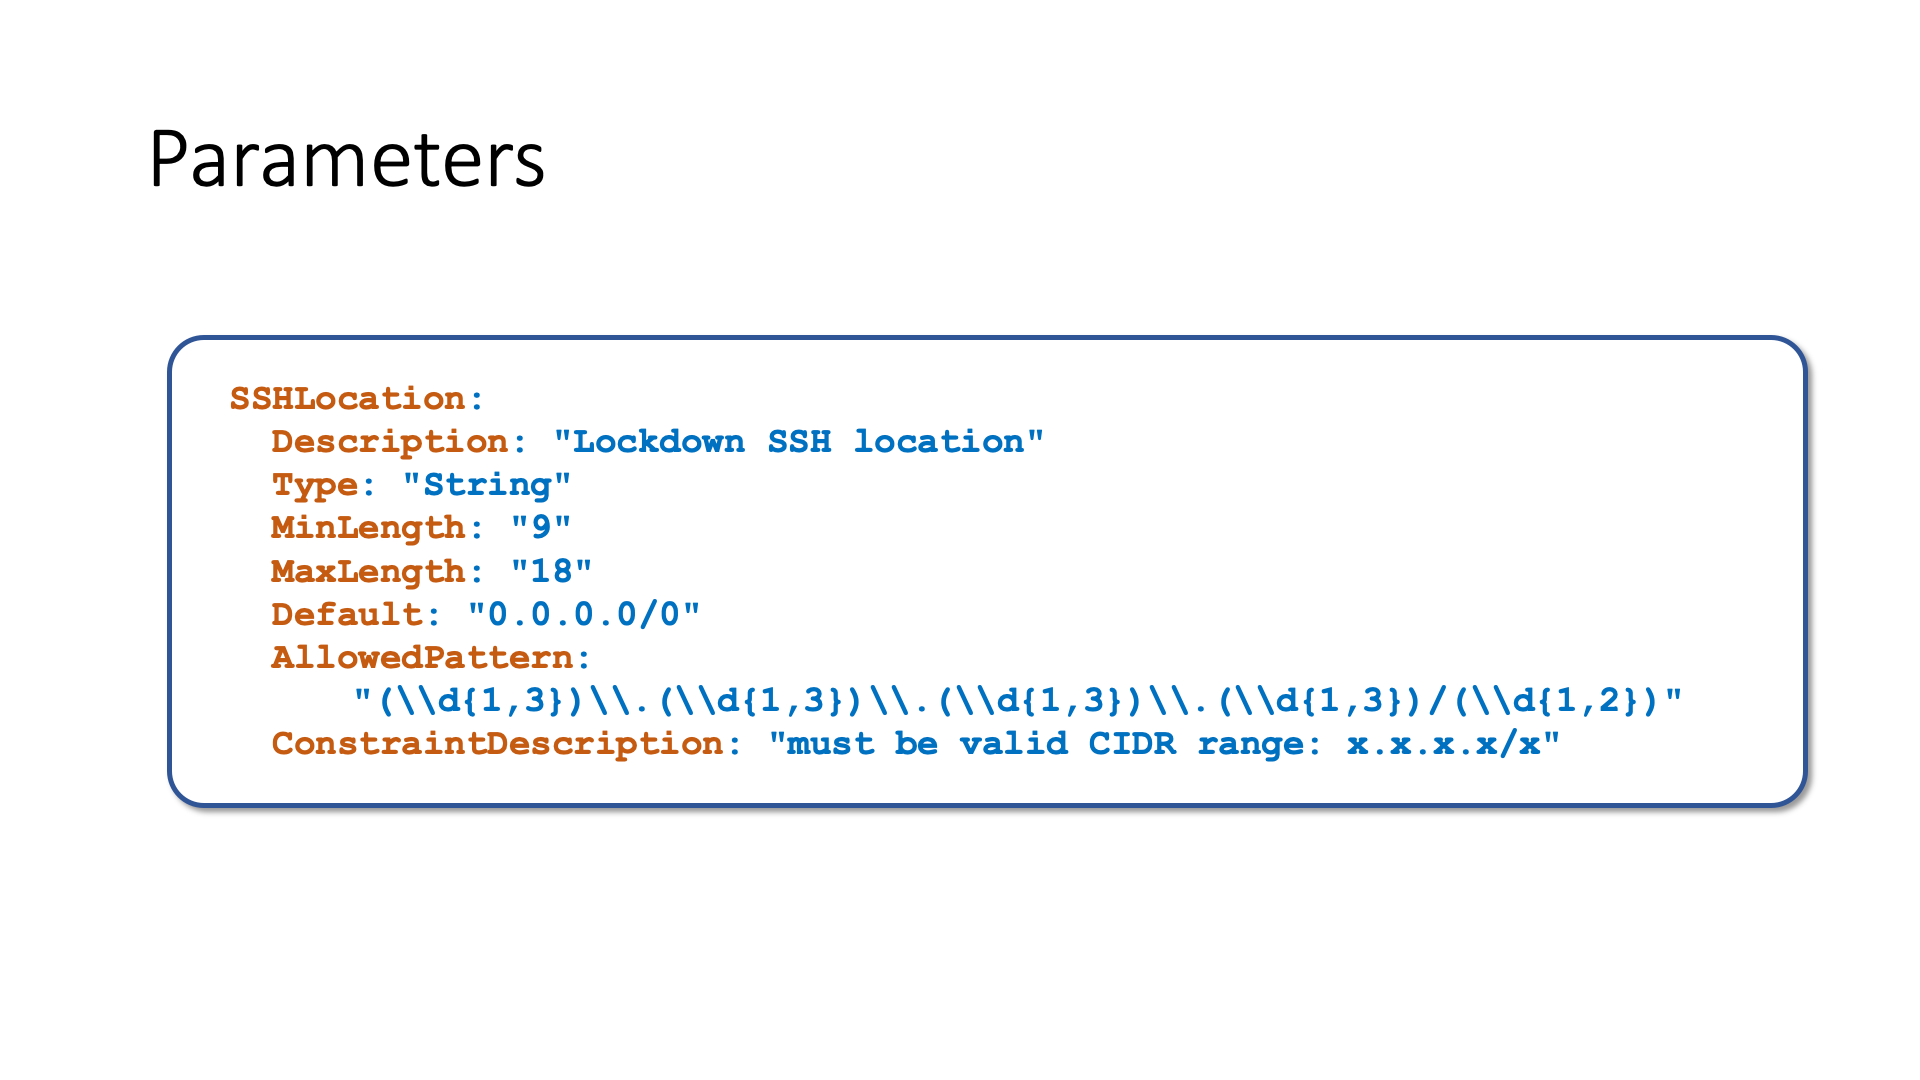 Parameters
SSHLocation:
  Description: "Lockdown SSH location"
  Type: "String"
  MinLength: "9"
  MaxLength: "18"
  Default: "0.0.0.0/0"
  AllowedPattern:
      "(\\d{1,3})\\.(\\d{1,3})\\.(\\d{1,3})\\.(\\d{1,3})/(\\d{1,2})"
  ConstraintDescription: "must be valid CIDR range: x.x.x.x/x"